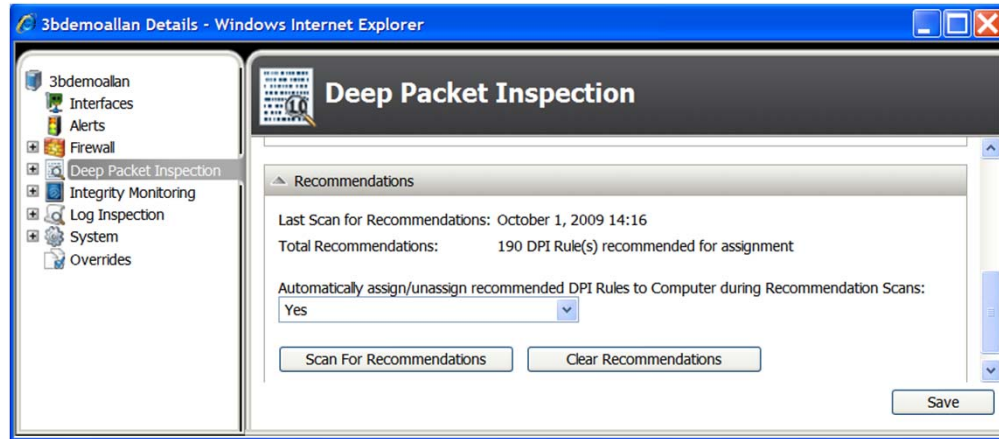 3bdemoallan Details - Windows Internet Explorer
3bdemoallan
Interfaces
Alerts
Firewall
Deep Packet Inspection
Integrity Monitoring
Log Inspection
System
Overrides
Deep Packet Inspection
Recommendations
Last Scan for Recommendations: October 1, 2009 14:16
Total Recommendations: 190 DPI Rule(s) recommended for assignment
Automatically assign/unassign recommended DPI Rules to Computer during Recommendation Scans:
Yes
Scan For Recommendations
Clear Recommendations
Save